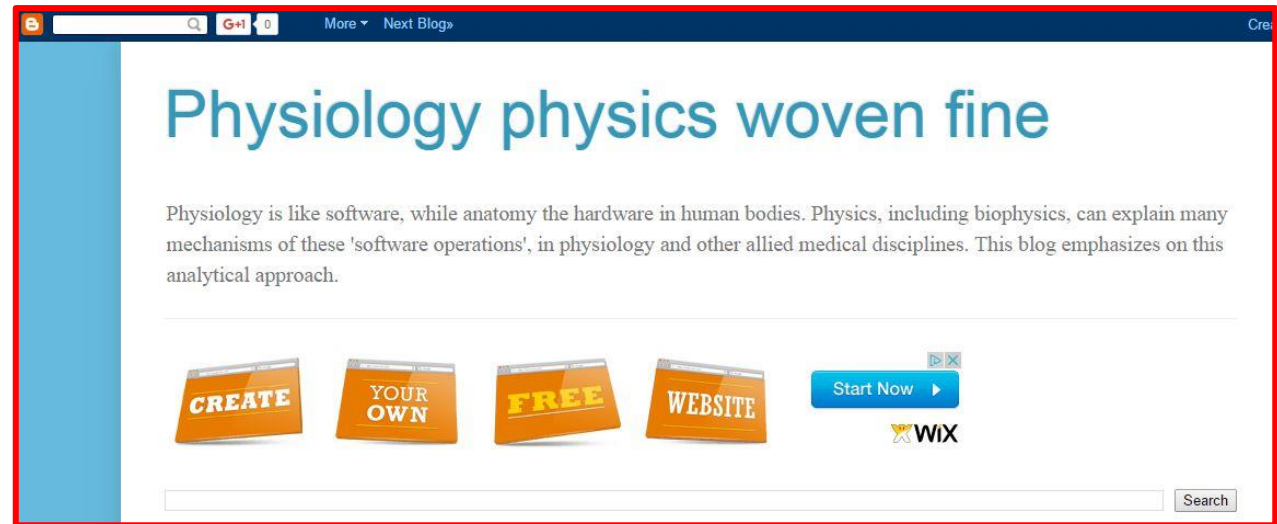 G+1 0 More Next Blog»
Physiology physics woven fine
Physiology is like software, while anatomy the hardware in human bodies. Physics, including biophysics, can explain many
mechanisms of these 'software operations', in physiology and other allied medical disciplines. This blog emphasizes on this
analytical approach.
CREATE YOUR OWN FREE WEBSITE
Start Now
WiX
Search